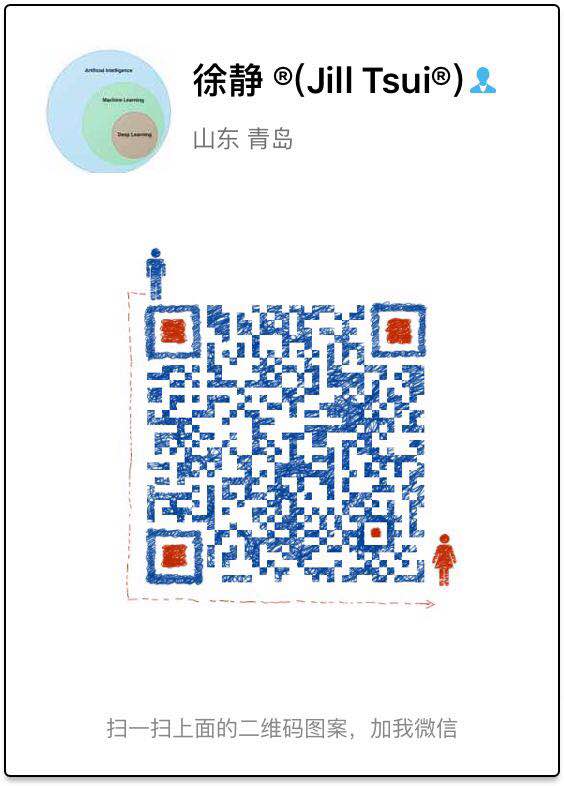 Artificial Intelligence
Machine Learning
Deep Learning
徐静 ®(Jill Tsui®)
山东 青岛
扫一扫上面的二维码图案，加我微信